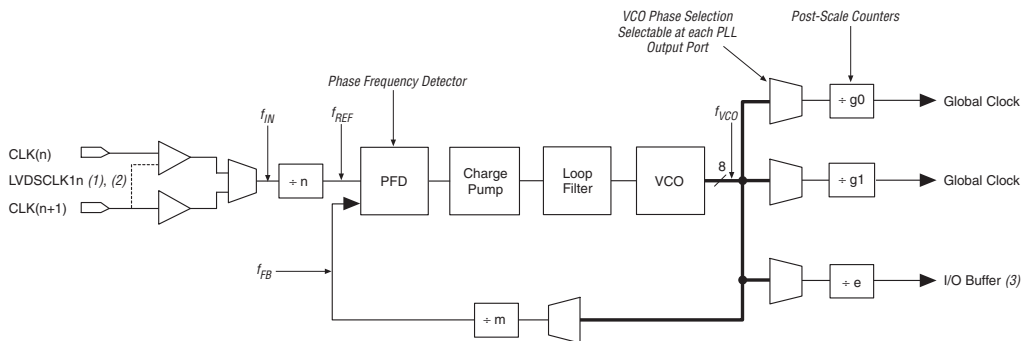 VCO Phase Selection
Selectable at each PLL
Output Port
Post-Scale Counters
Phase Frequency Detector
÷ g0
Global Clock
fIN
fREF
fVCO
CLK(n)
8
LVDSCLK1n (1), (2)
÷ n
PFD
Charge
Pump
Loop
Filter
VCO
÷ g1
Global Clock
CLK(n+1)
fFB
÷ e
I/O Buffer (3)
÷ m